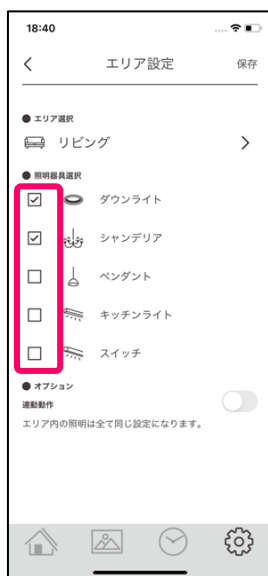 18:40
エリア設定
保存
● エリア選択
リビング
● 照明器具選択
ダウンライト
シャンデリア
ペンダント
キッチンライト
スイッチ
● オプション
連動動作
エリア内の照明は全て同じ設定になります。